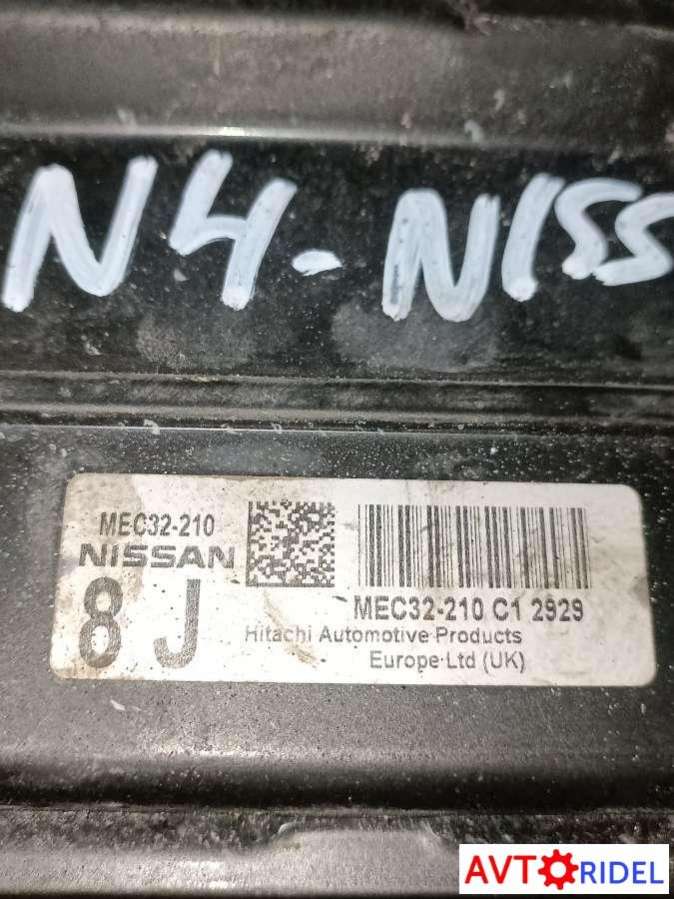 N4-NISS
MEC32-210
NISSAN
8 J
MEC32-210 C1 2929
Hitachi Automotive Products
Europe Ltd (UK)
AVTORIDEL